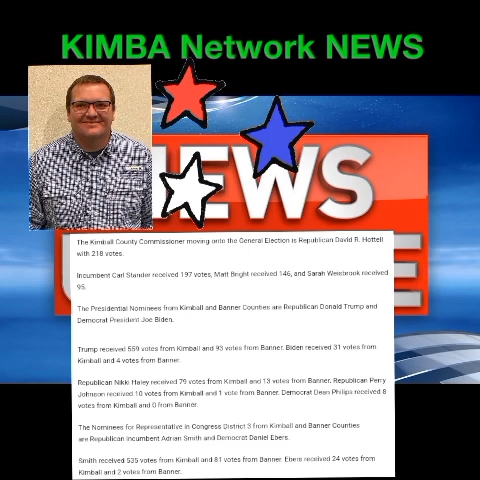 KIMBA Network NEWS
NEWS
The Kimball County Commissioner moving onto the General Election is Republican David R. Hottell
with 218 votes.
Incumbent Carl Stander received 197 votes, Matt Bright received 146, and Sarah Weisbrook received
95.
The Presidential Nominees from Kimball and Banner Counties are Republican Donald Trump and
Democrat President Joe Biden.
Trump received 559 votes from Kimball and 93 votes from Banner. Biden received 31 votes from
Kimball and 4 votes from Banner.
Republican Nikki Haley received 79 votes from Kimball and 13 votes from Banner. Republican Perry
Johnson received 10 votes from Kimball and 1 vote from Banner. Democrat Dean Philips received 8
votes from Kimball and 0 from Banner.
The Nominees for Representative in Congress District 3 from Kimball and Banner Counties
are Republican Incumbent Adrian Smith and Democrat Daniel Ebers.
Smith received 535 votes from Kimball and 81 votes from Banner. Ebers received 24 votes from
Kimball and 2 votes from Banner.